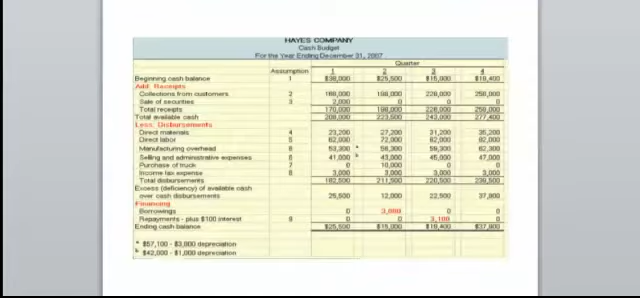 HAYES COMPANY
Cash Budget
For the Year Ending December 31, 2007
Quarter
Assumption 1 2 3 4
Beginning cash balance 1 $38,000 $25,500 $15,000 $19,400
Add: Receipts
Collections from customers 2 168,000 198,000 228,000 258,000
Sale of securities 3 2,000 0 0 0
Total receipts 170,000 198,000 228,000 258,000
Total available cash 208,000 223,500 243,000 277,400
Less: Disbursements
Direct materials 4 23,200 27,200 31,200 35,200
Direct labor 5 62,000 72,000 82,000 92,000
Manufacturing overhead 6 53,300 a 56,300 59,300 62,300
Selling and administrative expenses 6 41,000 b 43,000 45,000 47,000
Purchase of truck 7 0 10,000 0 0
Income tax expense 8 3,000 3,000 3,000 3,000
Total disbursements 182,500 211,500 220,500 239,500
Excess (deficiency) of available cash
over cash disbursements 25,500 12,000 22,500 37,900
Financing
Borrowings 0 3,000 0 0
Repayments - plus $100 interest 9 0 0 3,100 0
Ending cash balance $25,500 $15,000 $19,400 $37,900
$57,100 - $3,800 depreciation
b $42,000 - $1,000 depreciation